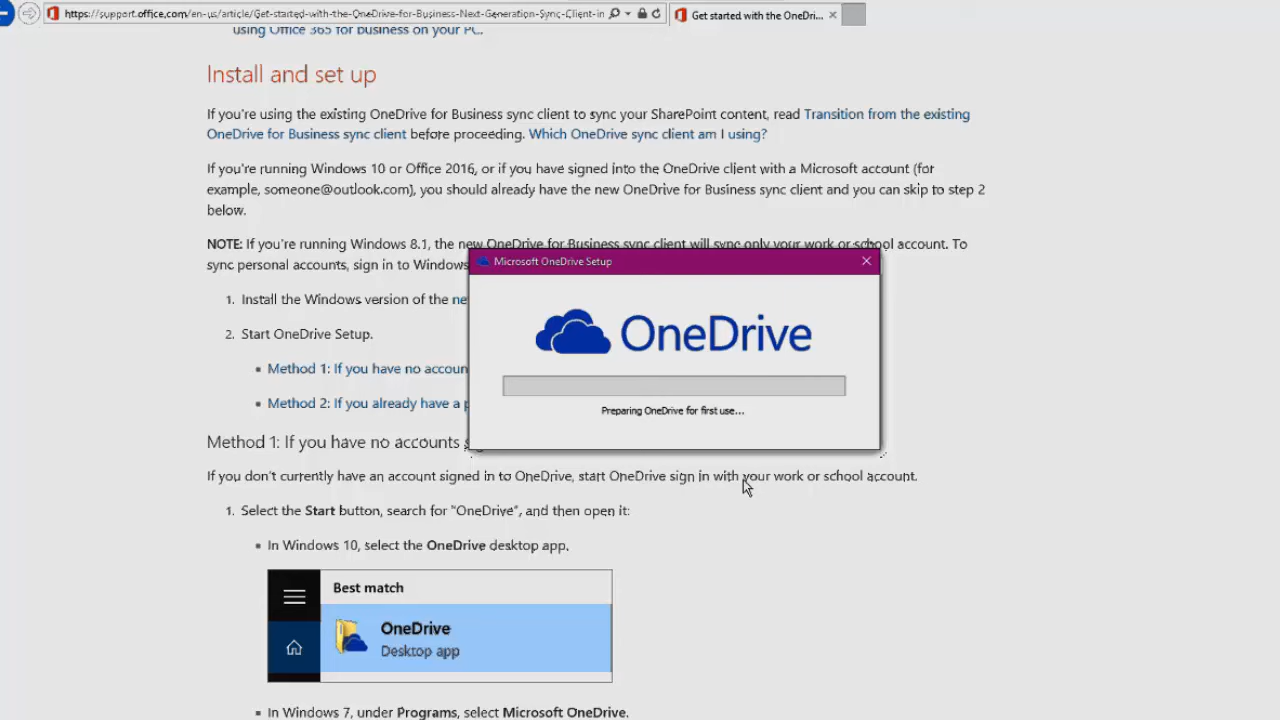 https://support.office.com/en-us/article/Get-started-with-the-OneDrive-for-Business-Next-Generation-Sync-Client-in
Get started with the OneDri...
using Office 365 for business on your PC.
Install and set up
If you're using the existing OneDrive for Business sync client to sync your SharePoint content, read Transition from the existing
OneDrive for Business sync client before proceeding. Which OneDrive sync client am I using?
If you're running Windows 10 or Office 2016, or if you have signed into the OneDrive client with a Microsoft account (for
example, someone@outlook.com), you should already have the new OneDrive for Business sync client and you can skip to step 2
below.
NOTE: If you're running Windows 8.1, the new OneDrive for Business sync client will sync only your work or school account. To
sync personal accounts, sign in to Windows
Microsoft OneDrive Setup
OneDrive
Preparing OneDrive for first use...
1. Install the Windows version of the
2. Start OneDrive Setup.
Method 1: If you have no
Method 2: If you already have a
Method 1: If you have no accounts
If you don't currently have an account signed in to OneDrive, start OneDrive sign in with your work or school account.
1. Select the Start button, search for "OneDrive", and then open it:
In Windows 10, select the OneDrive desktop app.
Best match
OneDrive
Desktop app
In Windows 7, under Programs, select Microsoft OneDrive.